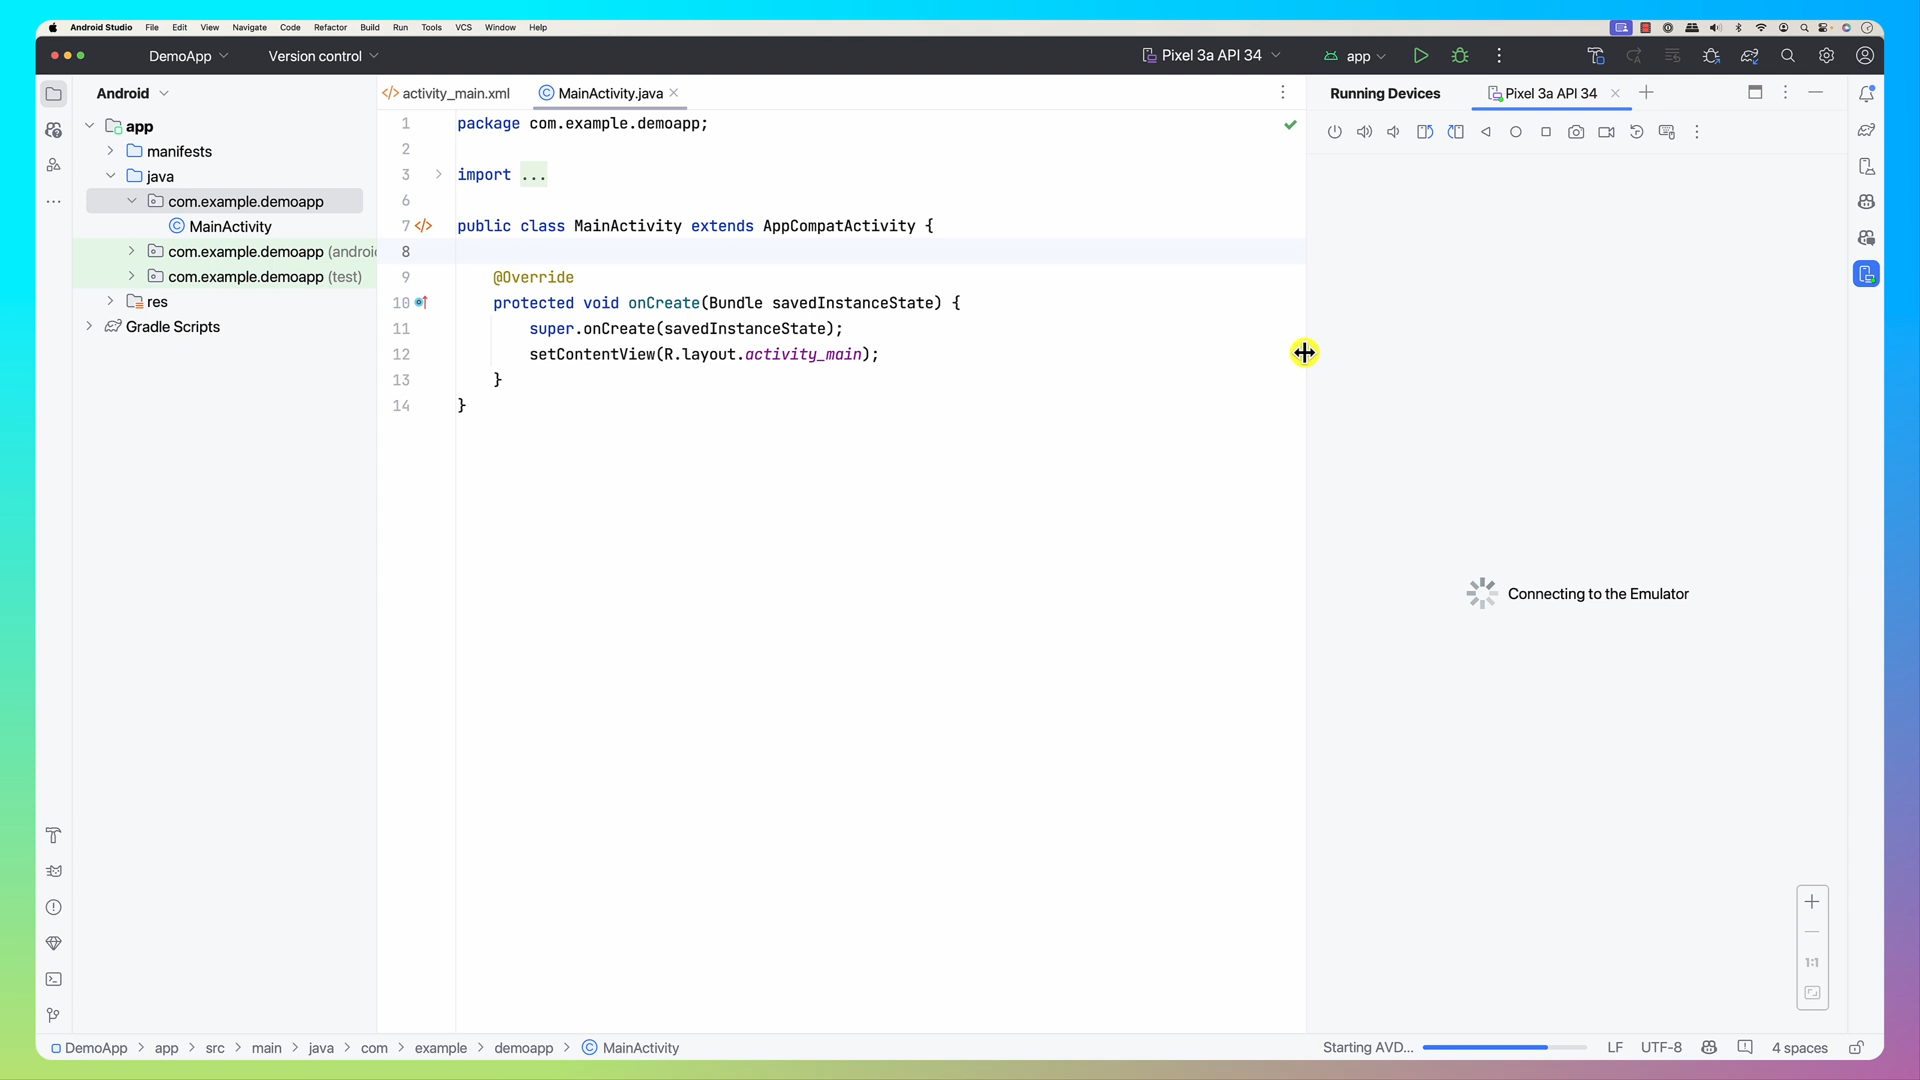 Android Studio File Edit View Navigate Code Refactor Build Run Tools VCS Window Help
DemoApp Version control Pixel 3a API 34 app
Android
app
manifests
java
com.example.demoapp
MainActivity
com.example.demoapp (androi
com.example.demoapp (test)
res
Gradle Scripts
activity_main.xml MainActivity.java
1 package com.example.demoapp;
2
3 import ...
6
7 public class MainActivity extends AppCompatActivity {
8
9 @Override
10 protected void onCreate(Bundle savedInstanceState) {
11 super.onCreate(savedInstanceState);
12 setContentView(R.layout.activity_main);
13 }
14 }
Running Devices Pixel 3a API 34
Connecting to the Emulator
1:1
DemoApp > app > src > main > java > com > example > demoapp > MainActivity
Starting AVD... LF UTF-8 4 spaces